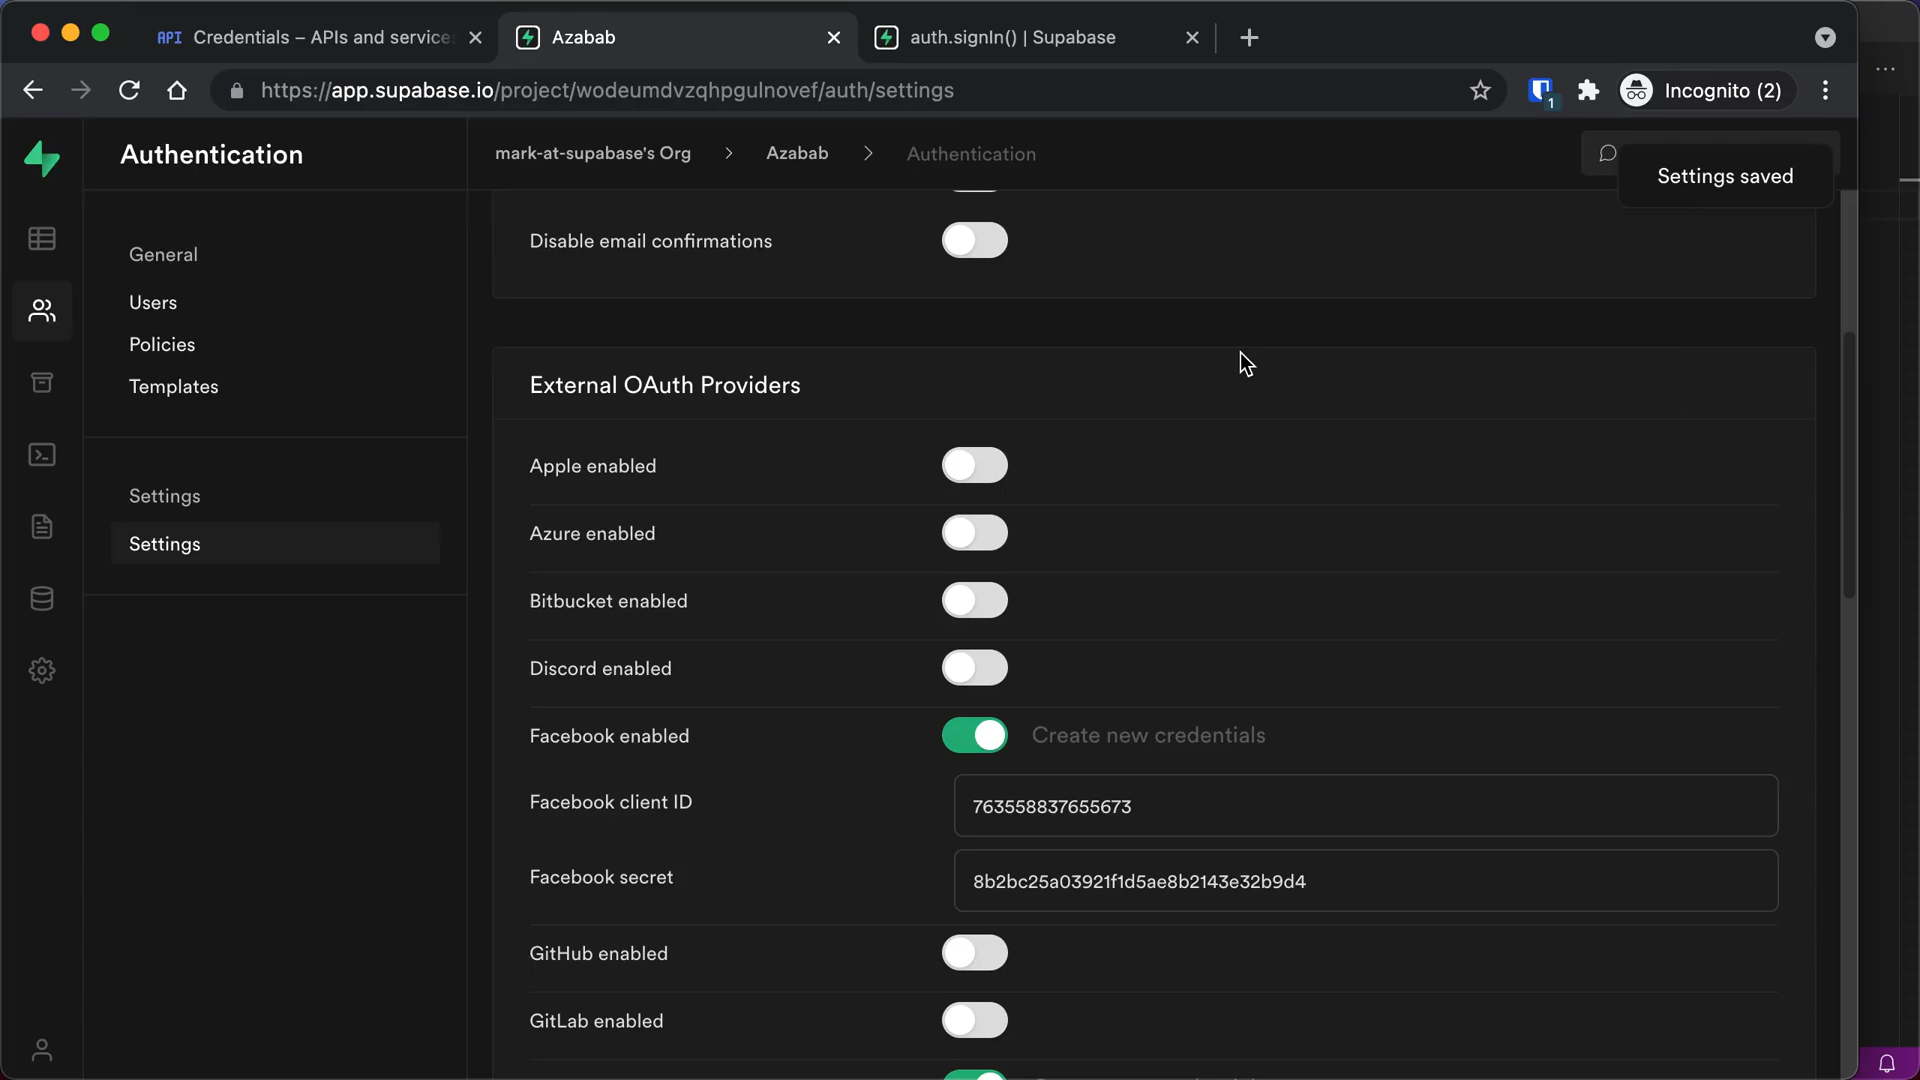 API Credentials – APIs and service
Azabab
auth.signIn() | Supabase
https://app.supabase.io/project/wodeumdvzqhpgulnovef/auth/settings
1
Incognito (2)
Authentication
mark-at-supabase's Org > Azabab > Authentication
Settings saved
General
Users
Policies
Templates
Settings
Settings
Disable email confirmations
External OAuth Providers
Apple enabled
Azure enabled
Bitbucket enabled
Discord enabled
Facebook enabled Create new credentials
Facebook client ID 763558837655673
Facebook secret 8b2bc25a03921f1d5ae8b2143e32b9d4
GitHub enabled
GitLab enabled